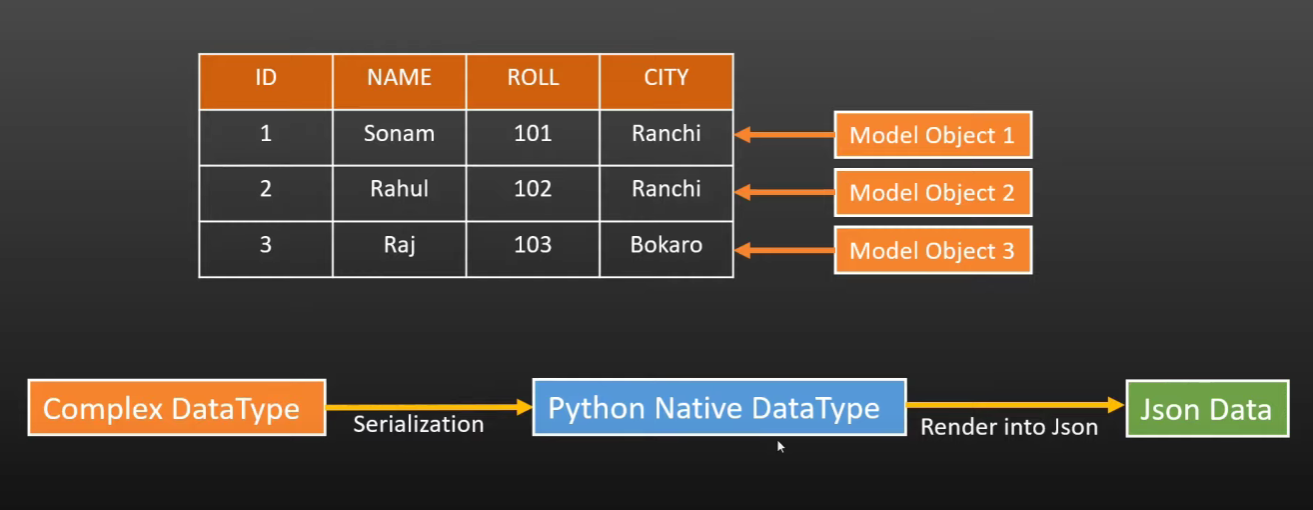 ID NAME ROLL CITY
1 Sonam 101 Ranchi
Model Object 1
2 Rahul 102 Ranchi
Model Object 2
3 Raj 103 Bokaro
Model Object 3
Complex DataType
Serialization
Python Native DataType
Render into Json
Json Data